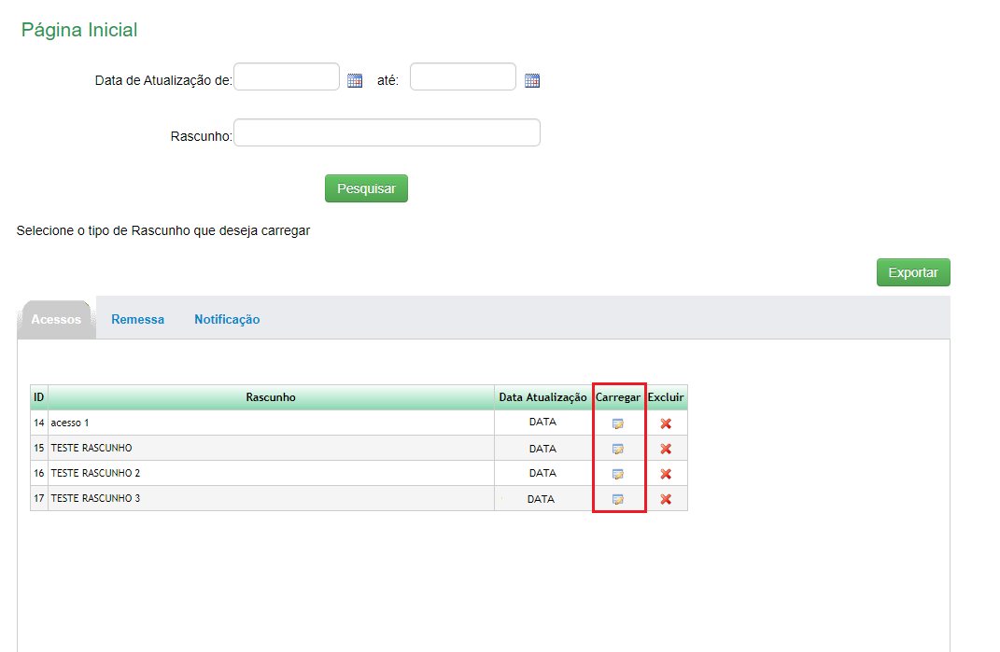 Página Inicial
Data de Atualização de: até:
Rascunho:
Pesquisar
Selecione o tipo de Rascunho que deseja carregar
Exportar
Acessos Remessa Notificação
ID Rascunho Data Atualização Carregar Excluir
14 acesso 1 DATA
15 TESTE RASCUNHO DATA
16 TESTE RASCUNHO 2 DATA
17 TESTE RASCUNHO 3 DATA